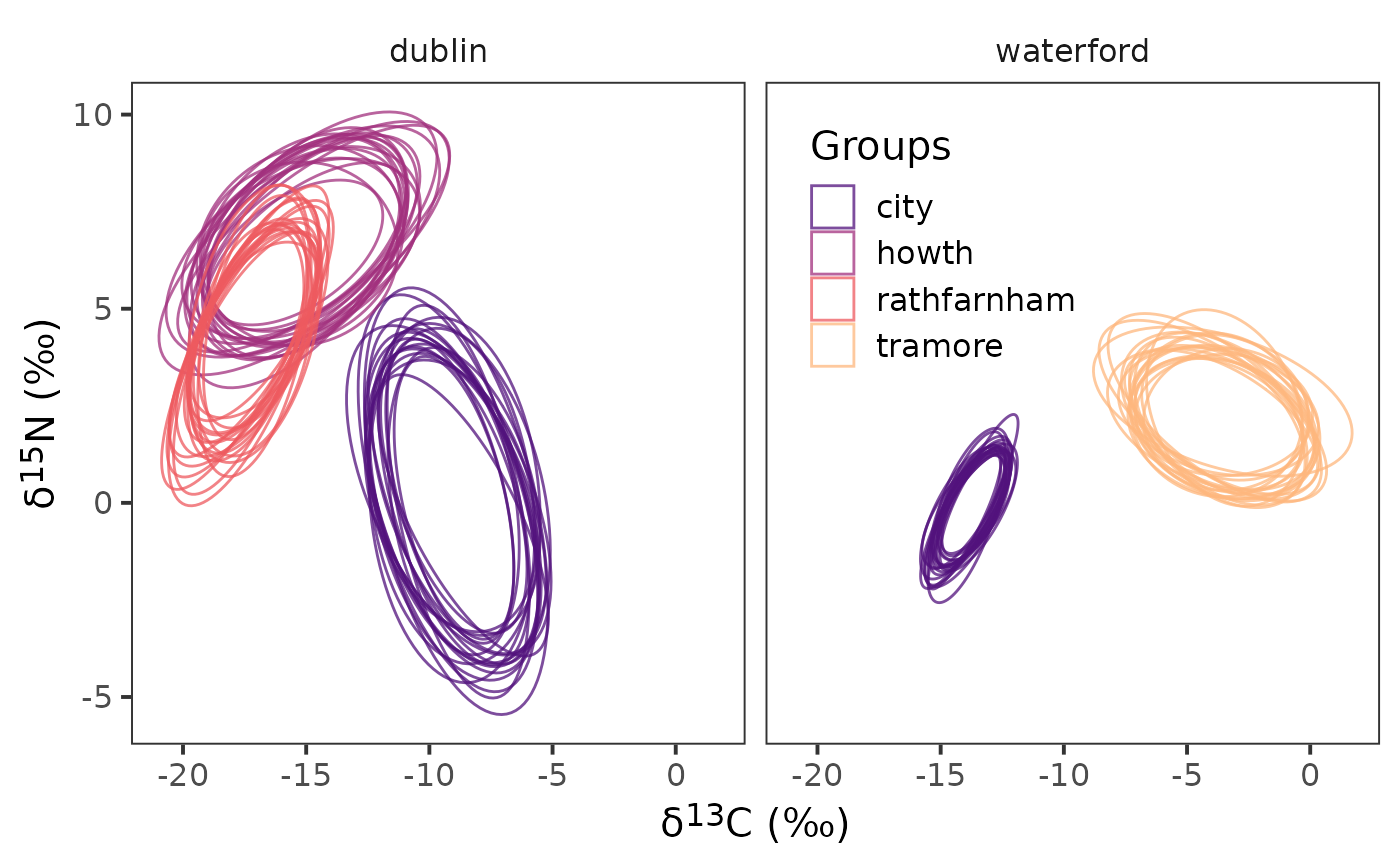 dublin
waterford
δ15N (‰)
10
5
0
-5
Groups
city
howth
rathfarnham
tramore
-20 -15 -10 -5 0
-20 -15 -10 -5 0
δ13C (‰)